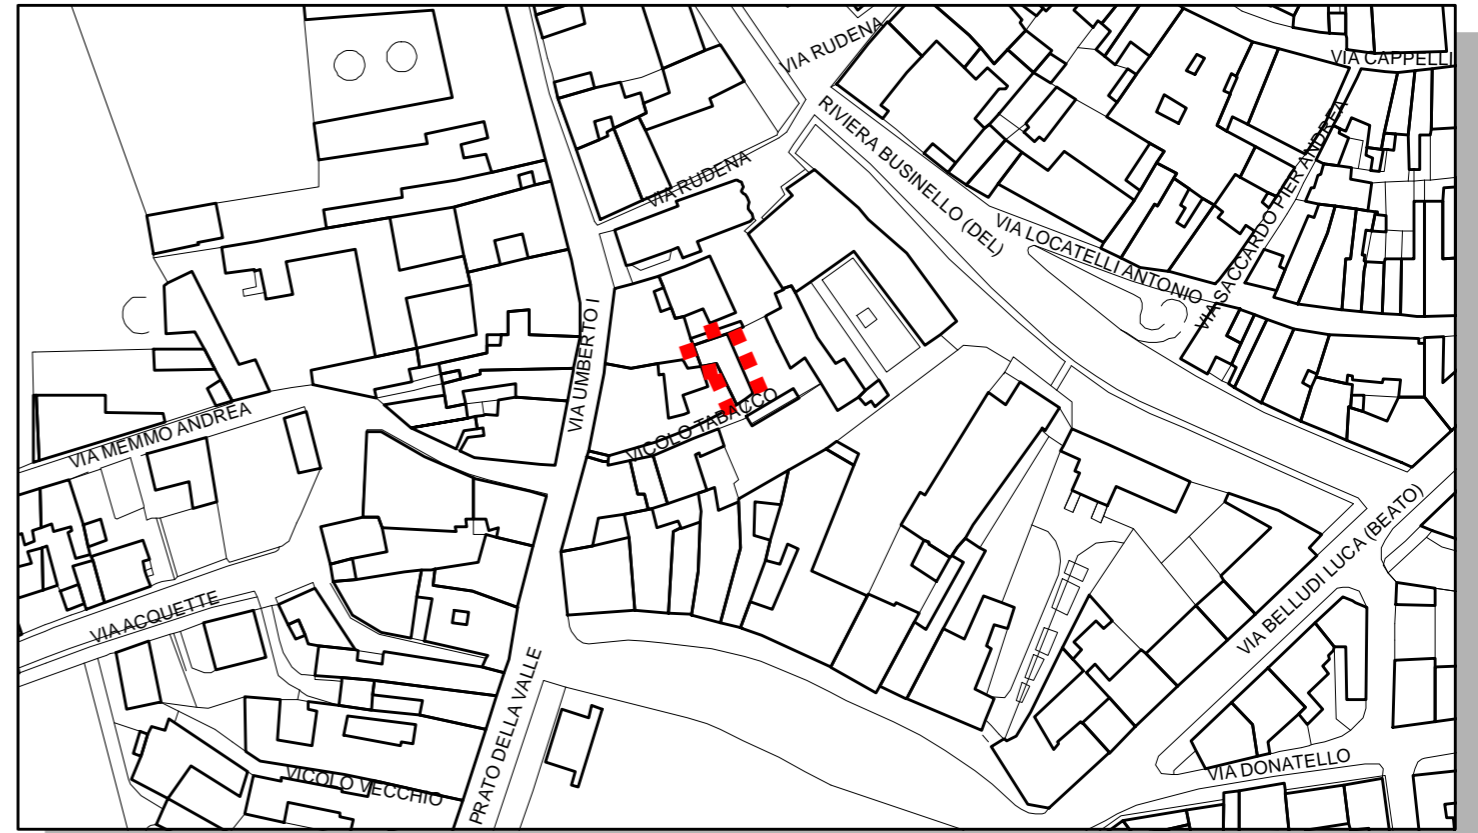 VIA RUDENA
VIA CAPPELLI
RIVIERA BUSINELLO (DEL)
VIA RUDENA
VIA SACCARDO PIER ANDREA
VIA LOCATELLI ANTONIO
VIA UMBERTO I
VICOLO TABACCO
VIA MEMMO ANDREA
VIA BELLUDI LUCA (BEATO)
VIA ACQUETTE
PRATO DELLA VALLE
VIA DONATELLO
VICOLO VECCHIO